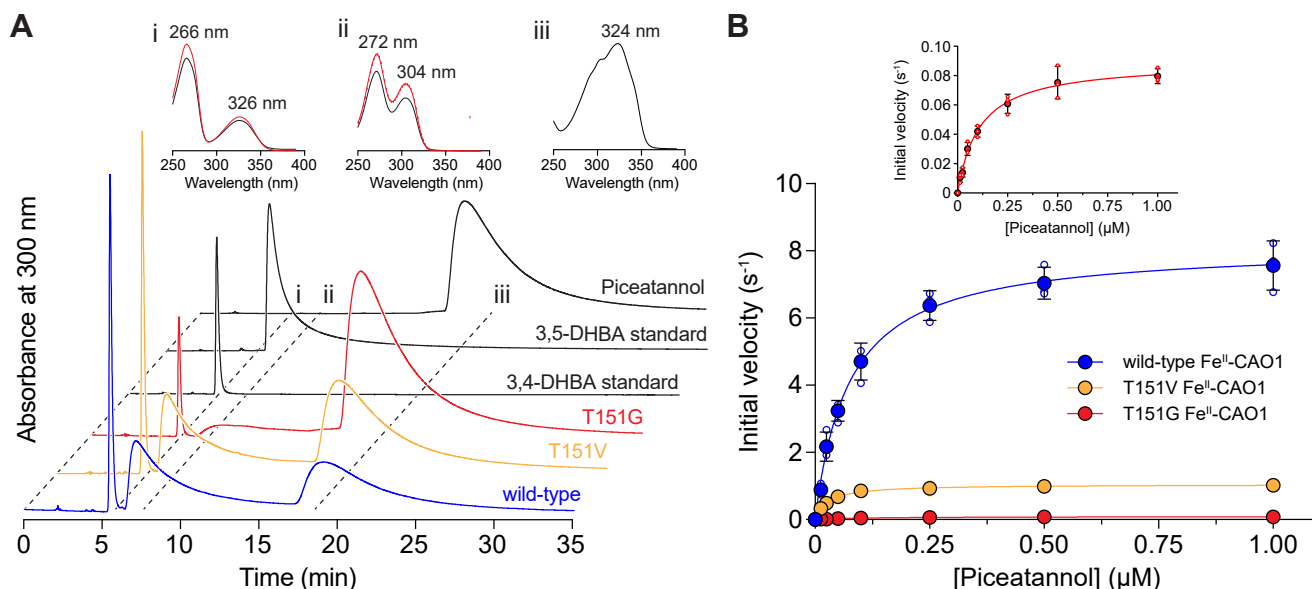 A
i
266 nm
326 nm
250 300 350 400
Wavelength (nm)
ii
272 nm
304 nm
250 300 350 400
Wavelength (nm)
iii
324 nm
250 300 350 400
Wavelength (nm)
Absorbance at 300 nm
i ii iii
Piceatannol
3,5-DHBA standard
3,4-DHBA standard
T151G
T151V
wild-type
0 5 10 15 20 25 30 35
Time (min)
B
Initial velocity (s⁻¹)
0.10
0.08
0.06
0.04
0.02
0
0 0.25 0.50 0.75 1.00
[Piceatannol] (µM)
Initial velocity (s⁻¹)
10
8
6
4
2
0
wild-type Feᴵᴵ-CAO1
T151V Feᴵᴵ-CAO1
T151G Feᴵᴵ-CAO1
0 0.25 0.50 0.75 1.00
[Piceatannol] (µM)